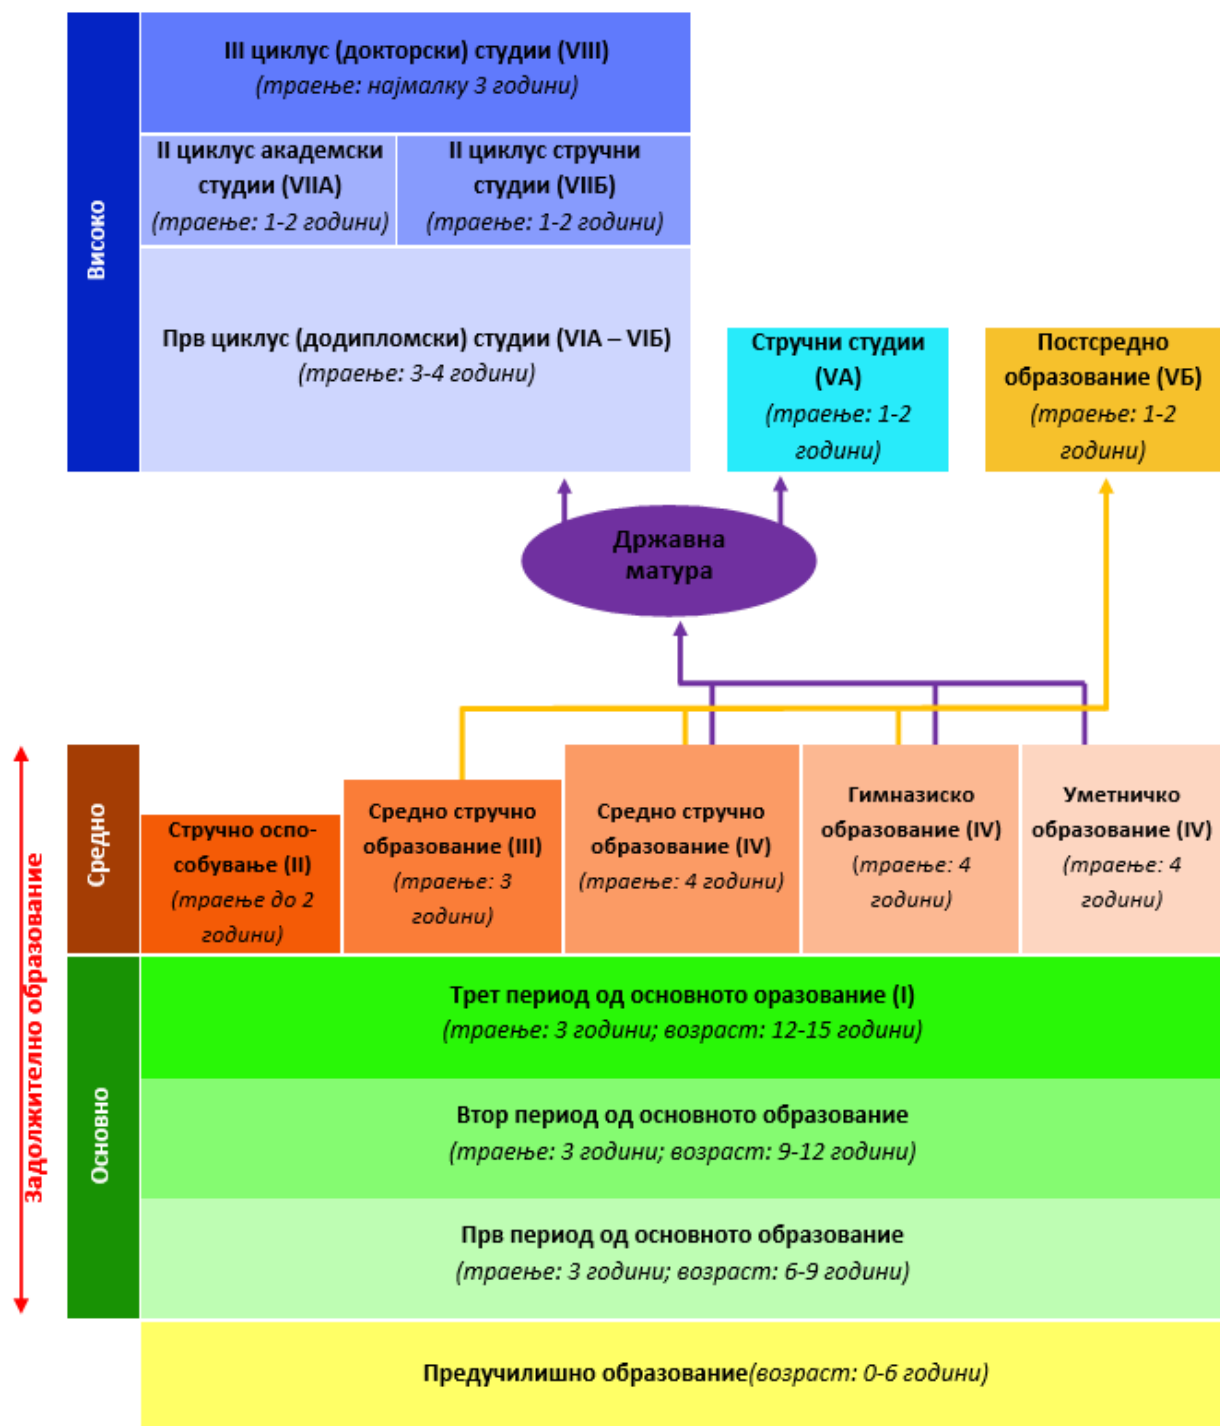 Високо
III циклус (докторски) студии (VIII)
(траење: најмалку 3 години)
II циклус академски
студии (VIIA)
(траење: 1-2 години)
II циклус стручни
студии (VIIБ)
(траење: 1-2 години)
Прв циклус (додипломски) студии (VIA – VIБ)
(траење: 3-4 години)
Стручни студии
(VA)
(траење: 1-2
години)
Постсредно
образование (VБ)
(траење: 1-2
години)
Државна
матура
Задолжително образование
Средно
Стручно оспо-
собување (II)
(траење до 2
години)
Средно стручно
образование (III)
(траење: 3
години)
Средно стручно
образование (IV)
(траење: 4 години)
Гимназиско
образование (IV)
(траење: 4
години)
Уметничко
образование (IV)
(траење: 4
години)
Основно
Трет период од основното оразование (I)
(траење: 3 години; возраст: 12-15 години)
Втор период од основното образование
(траење: 3 години; возраст: 9-12 години)
Прв период од основното образование
(траење: 3 години; возраст: 6-9 години)
Предучилишно образование(возраст: 0-6 години)